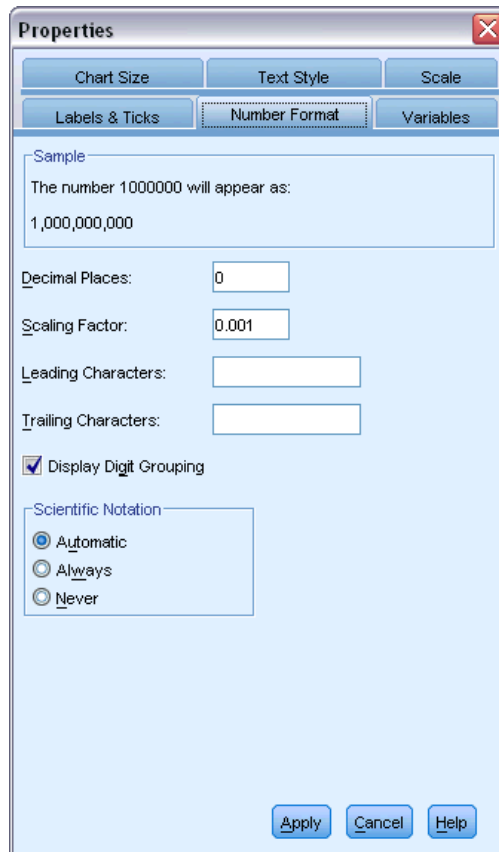 Properties
Chart Size
Text Style
Scale
Labels & Ticks
Number Format
Variables
Sample
The number 1000000 will appear as:
1,000,000,000
Decimal Places: 0
Scaling Factor: 0.001
Leading Characters:
Trailing Characters:
Display Digit Grouping
Scientific Notation
Automatic
Always
Never
Apply
Cancel
Help